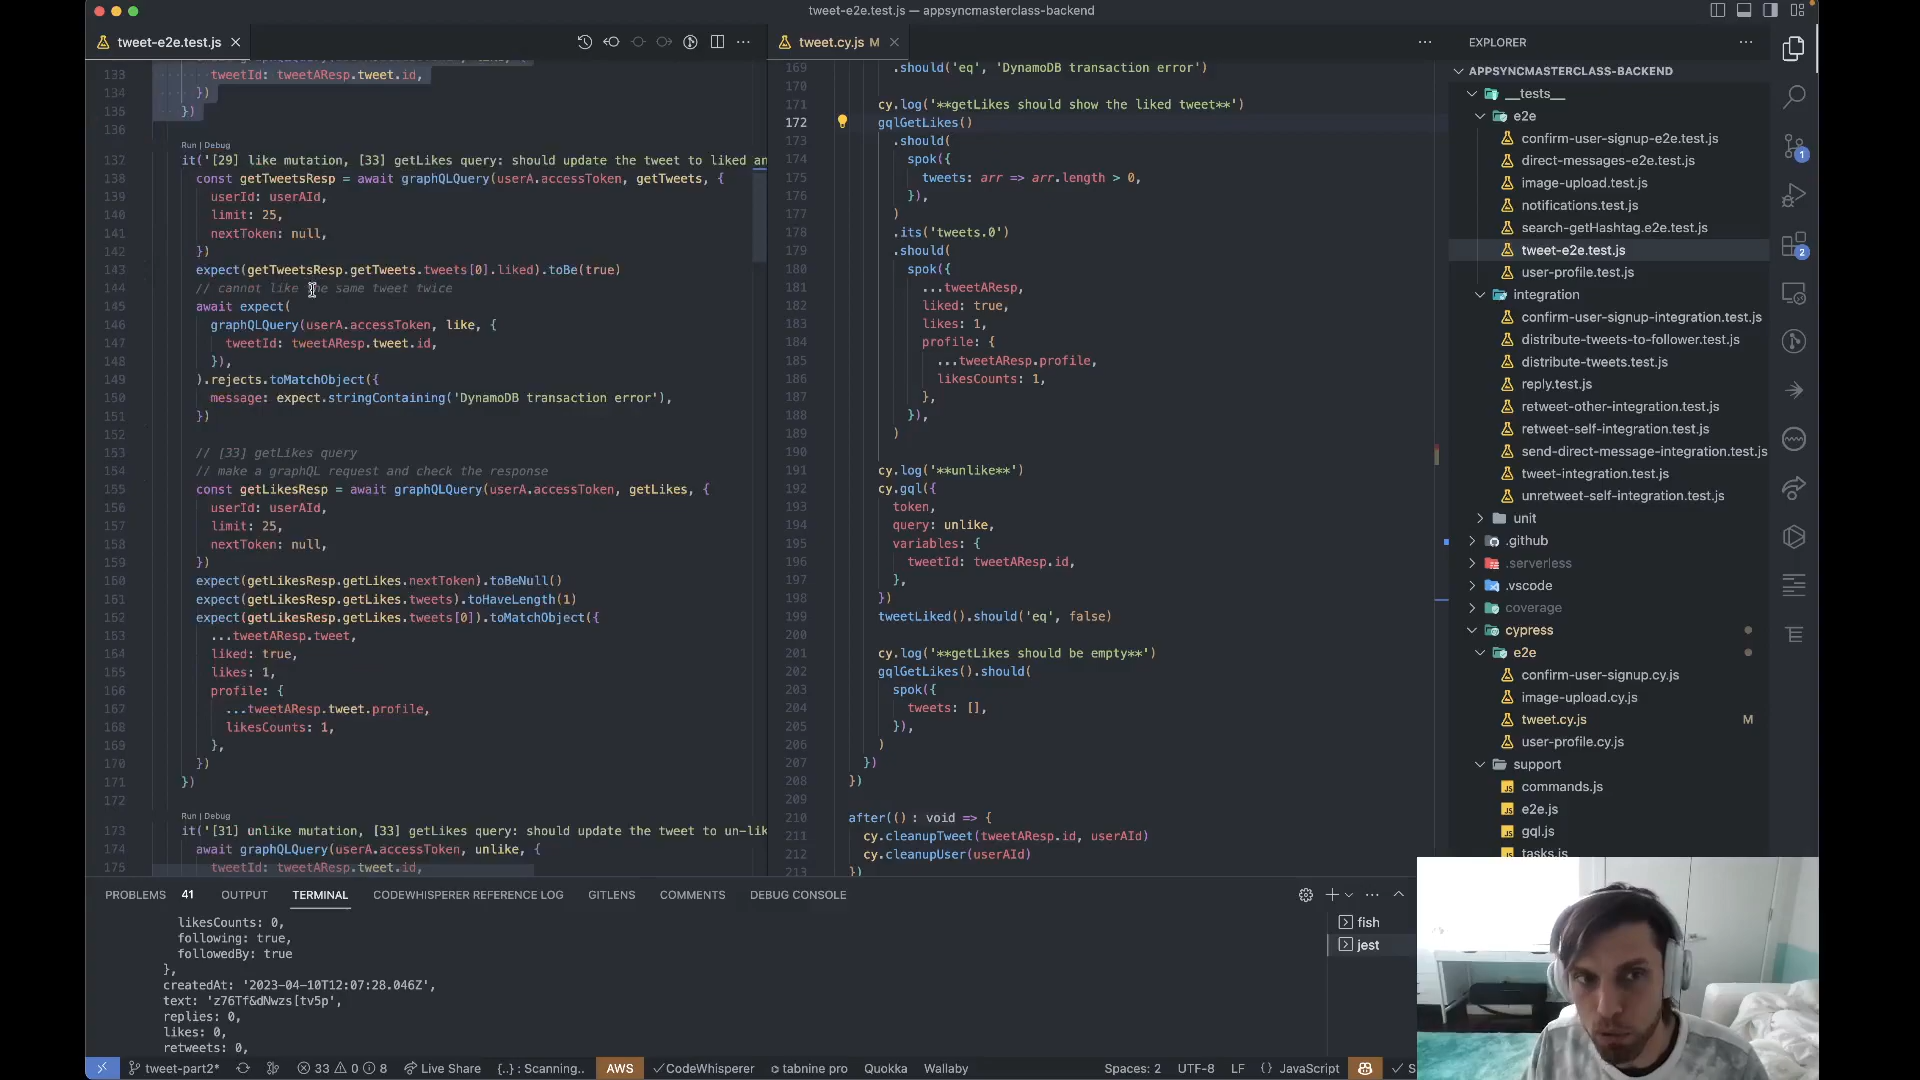 tweet-e2e.test.js — appsyncmasterclass-backend
tweet-e2e.test.js
133 tweetId: tweetAResp.tweet.id,
134 })
135 })
136
Run | Debug
137 it('[29] like mutation, [33] getLikes query: should update the tweet to liked an
138 const getTweetsResp = await graphQLQuery(userA.accessToken, getTweets, {
139 userId: userAId,
140 limit: 25,
141 nextToken: null,
142 })
143 expect(getTweetsResp.getTweets.tweets[0].liked).toBe(true)
144 // cannot like the same tweet twice
145 await expect(
146 graphQLQuery(userA.accessToken, like, {
147 tweetId: tweetAResp.tweet.id,
148 }),
149 ).rejects.toMatchObject({
150 message: expect.stringContaining('DynamoDB transaction error'),
151 })
152
153 // [33] getLikes query
154 // make a graphQL request and check the response
155 const getLikesResp = await graphQLQuery(userA.accessToken, getLikes, {
156 userId: userAId,
157 limit: 25,
158 nextToken: null,
159 })
160 expect(getLikesResp.getLikes.nextToken).toBeNull()
161 expect(getLikesResp.getLikes.tweets).toHaveLength(1)
162 expect(getLikesResp.getLikes.tweets[0]).toMatchObject({
163 ...tweetAResp.tweet,
164 liked: true,
165 likes: 1,
166 profile: {
167 ...tweetAResp.tweet.profile,
168 likesCounts: 1,
169 },
170 })
171 })
172
Run | Debug
173 it('[31] unlike mutation, [33] getLikes query: should update the tweet to un-lik
174 await graphQLQuery(userA.accessToken, unlike, {
175 tweetId: tweetAResp.tweet.id,
tweet.cy.js M
169 .should('eq', 'DynamoDB transaction error')
170
171 cy.log('**getLikes should show the liked tweet**')
172 gqlGetLikes()
173 .should(
174 spok({
175 tweets: arr => arr.length > 0,
176 }),
177 )
178 .its('tweets.0')
179 .should(
180 spok({
181 ...tweetAResp,
182 liked: true,
183 likes: 1,
184 profile: {
185 ...tweetAResp.profile,
186 likesCounts: 1,
187 },
188 }),
189 )
190
191 cy.log('**unlike**')
192 cy.gql({
193 token,
194 query: unlike,
195 variables: {
196 tweetId: tweetAResp.id,
197 },
198 })
199 tweetLiked().should('eq', false)
200
201 cy.log('**getLikes should be empty**')
202 gqlGetLikes().should(
203 spok({
204 tweets: [],
205 }),
206 )
207 })
208 })
209
210 after(() : void => {
211 cy.cleanupTweet(tweetAResp.id, userAId)
212 cy.cleanupUser(userAId)
213 })
EXPLORER
APPSYNCMASTERCLASS-BACKEND
__tests__
e2e
confirm-user-signup-e2e.test.js
direct-messages-e2e.test.js
image-upload.test.js
notifications.test.js
search-getHashtag.e2e.test.js
tweet-e2e.test.js
user-profile.test.js
integration
confirm-user-signup-integration.test.js
distribute-tweets-to-follower.test.js
distribute-tweets.test.js
reply.test.js
retweet-other-integration.test.js
retweet-self-integration.test.js
send-direct-message-integration.test.js
tweet-integration.test.js
unretweet-self-integration.test.js
unit
.github
.serverless
.vscode
coverage
cypress
e2e
confirm-user-signup.cy.js
image-upload.cy.js
tweet.cy.js M
user-profile.cy.js
support
commands.js
e2e.js
gql.js
tasks.js
1
2
PROBLEMS 41 OUTPUT TERMINAL CODEWHISPERER REFERENCE LOG GITLENS COMMENTS DEBUG CONSOLE
likesCounts: 0,
following: true,
followedBy: true
},
createdAt: '2023-04-10T12:07:28.046Z',
text: 'z76Tf&dNwzs[tv5p',
replies: 0,
likes: 0,
retweets: 0,
fish
jest
tweet-part2* 33 0 8 Live Share {..} : Scanning.. AWS CodeWhisperer tabnine pro Quokka Wallaby Spaces: 2 UTF-8 LF {} JavaScript